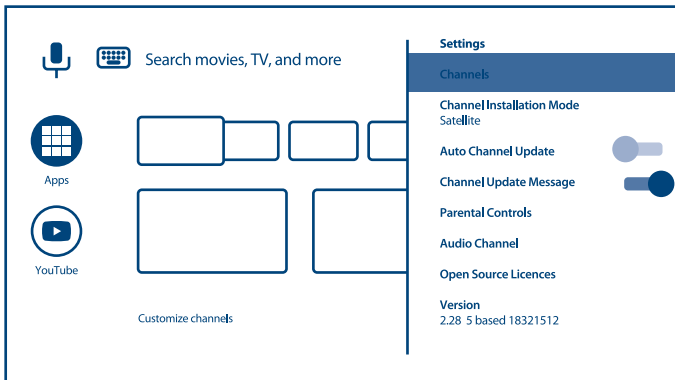 Search movies, TV, and more
Apps
YouTube
Customize channels
Settings
Channels
Channel Installation Mode
Satellite
Auto Channel Update
Channel Update Message
Parental Controls
Audio Channel
Open Source Licences
Version
2.28 5 based 18321512